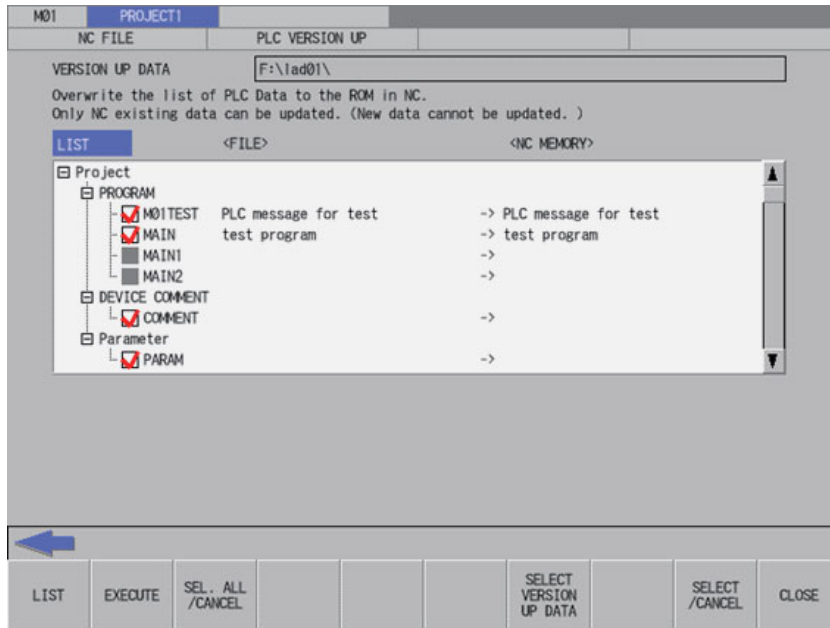 M01 PROJECT1
NC FILE PLC VERSION UP
VERSION UP DATA F:\lad01\
Overwrite the list of PLC Data to the ROM in NC.
Only NC existing data can be updated. (New data cannot be updated. )
LIST <FILE> <NC MEMORY>
Project
PROGRAM
M01TEST PLC message for test -> PLC message for test
MAIN test program -> test program
MAIN1 ->
MAIN2 ->
DEVICE COMMENT
COMMENT ->
Parameter
PARAM ->
LIST EXECUTE SEL. ALL /CANCEL SELECT VERSION UP DATA SELECT /CANCEL CLOSE